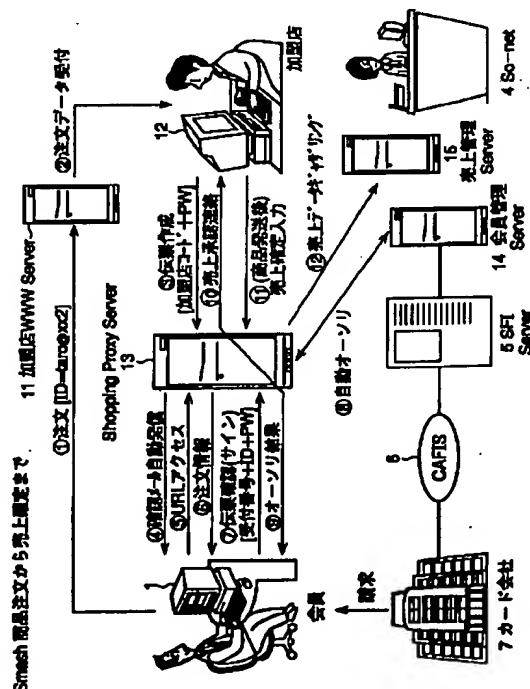 Smash 商品注文から売上確定まで
11 加盟店WWW Server
①注文 [ID=taro@xx2]
②注文データ受付
Shopping Proxy Server
13
12
加盟店
③伝票作成
[加盟店コード+PW]
⑩売上承認連絡
⑪(商品発送後)
売上確定入力
④確認メール自動発信
⑤URLアクセス
⑥注文情報
⑦伝票確認(サイン)
[受付番号+ID+PW]
⑨オーソリ結果
1
会員
⑫売上データギャザリング
⑧自動オーソリ
15
売上管理
Server
4 So-net
14 会員管理
Server
5 SFI
Server
6
CAFIS
請求
7 カード会社